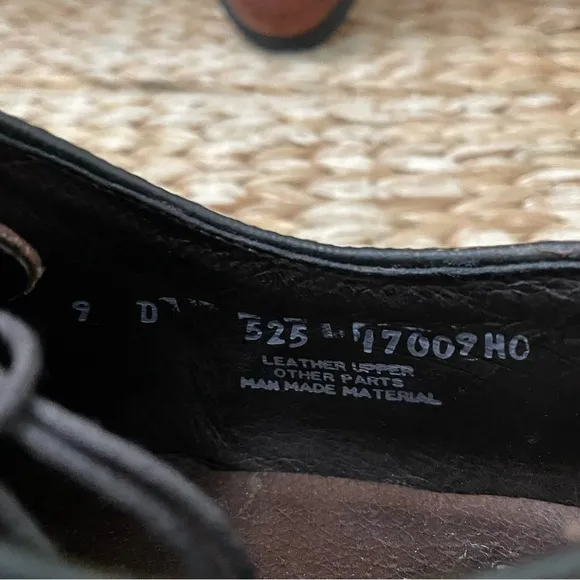 9 D 525 17009HO
LEATHER UPPER
OTHER PARTS
MAN MADE MATERIAL